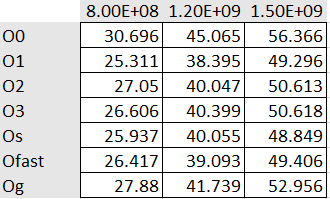 8.00E+08 1.20E+09 1.50E+09
O0 30.696 45.065 56.366
O1 25.311 38.395 49.296
O2 27.05 40.047 50.613
O3 26.606 40.399 50.618
Os 25.937 40.055 48.849
Ofast 26.417 39.093 49.406
Og 27.88 41.739 52.956